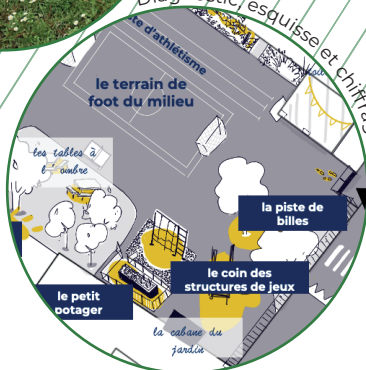 Diagnostic, esquisse et chiffrag
piste d'athlétisme
le terrain de
foot du milieu
les tables à
l'ombre
la piste de
billes
le coin des
structures de jeux
le petit
potager
la cabane du
jardin